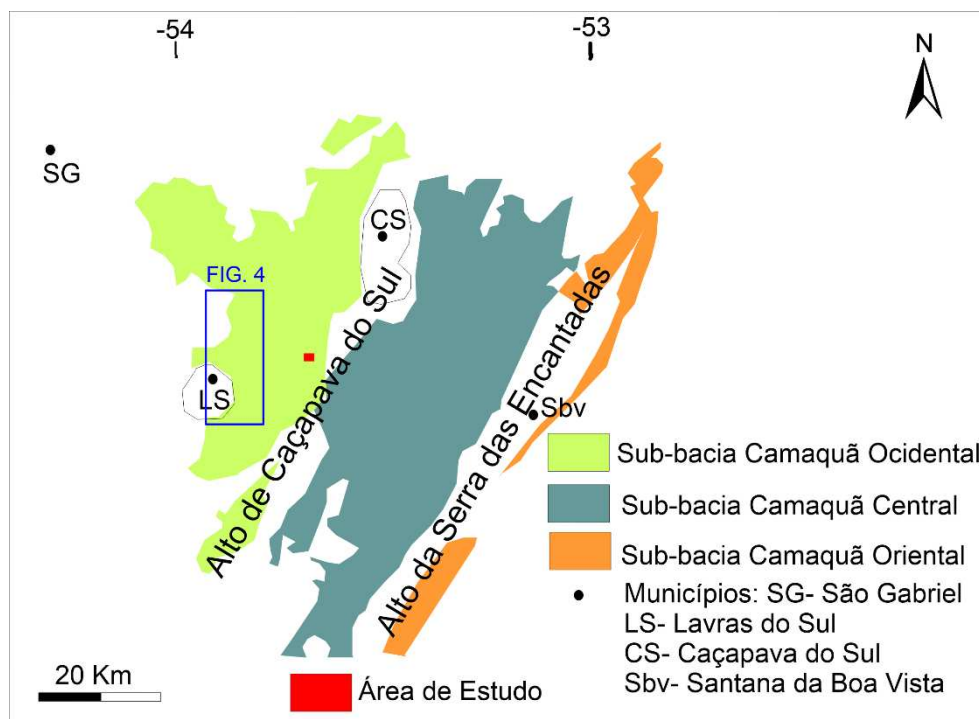 -54
-53
N
SG
CS
FIG. 4
LS
Sbv
Alto de Caçapava do Sul
Alto da Serra das Encantadas
Sub-bacia Camaquã Ocidental
Sub-bacia Camaquã Central
Sub-bacia Camaquã Oriental
Municípios: SG- São Gabriel
LS- Lavras do Sul
CS- Caçapava do Sul
Sbv- Santana da Boa Vista
20 Km
Área de Estudo